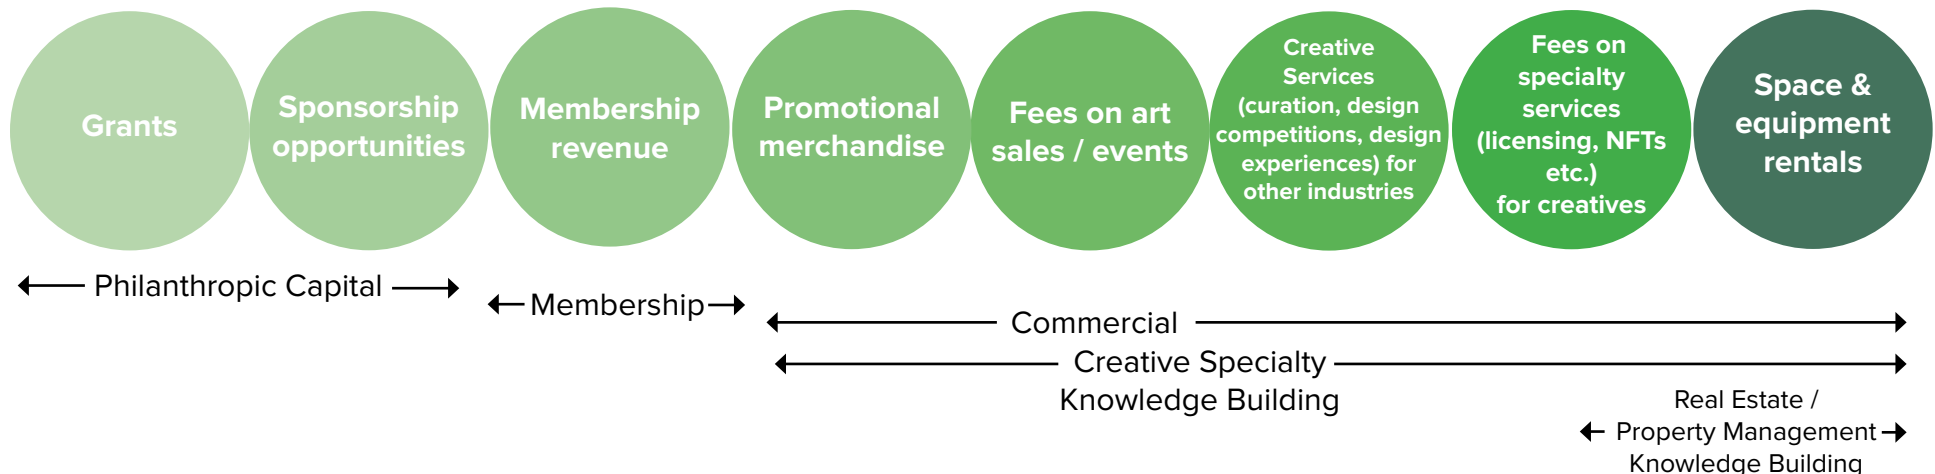 Grants
Sponsorship
opportunities
Membership
revenue
Promotional
merchandise
Fees on art
sales / events
Creative
Services
(curation, design
competitions, design
experiences) for
other industries
Fees on
specialty
services
(licensing, NFTs
etc.)
for creatives
Space &
equipment
rentals
Philanthropic Capital
Membership
Commercial
Creative Specialty
Knowledge Building
Real Estate /
Property Management
Knowledge Building